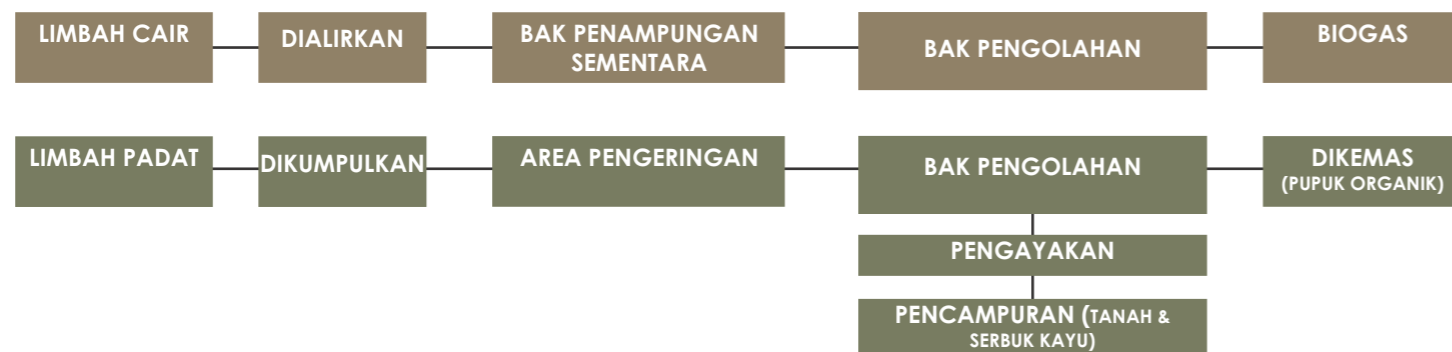 LIMBAH CAIR
DIALIRKAN
BAK PENAMPUNGAN
SEMENTARA
BAK PENGOLAHAN
BIOGAS
LIMBAH PADAT
DIKUMPULKAN
AREA PENGERINGAN
BAK PENGOLAHAN
DIKEMAS
(PUPUK ORGANIK)
PENGAYAKAN
PENCAMPURAN (TANAH &
SERBUK KAYU)